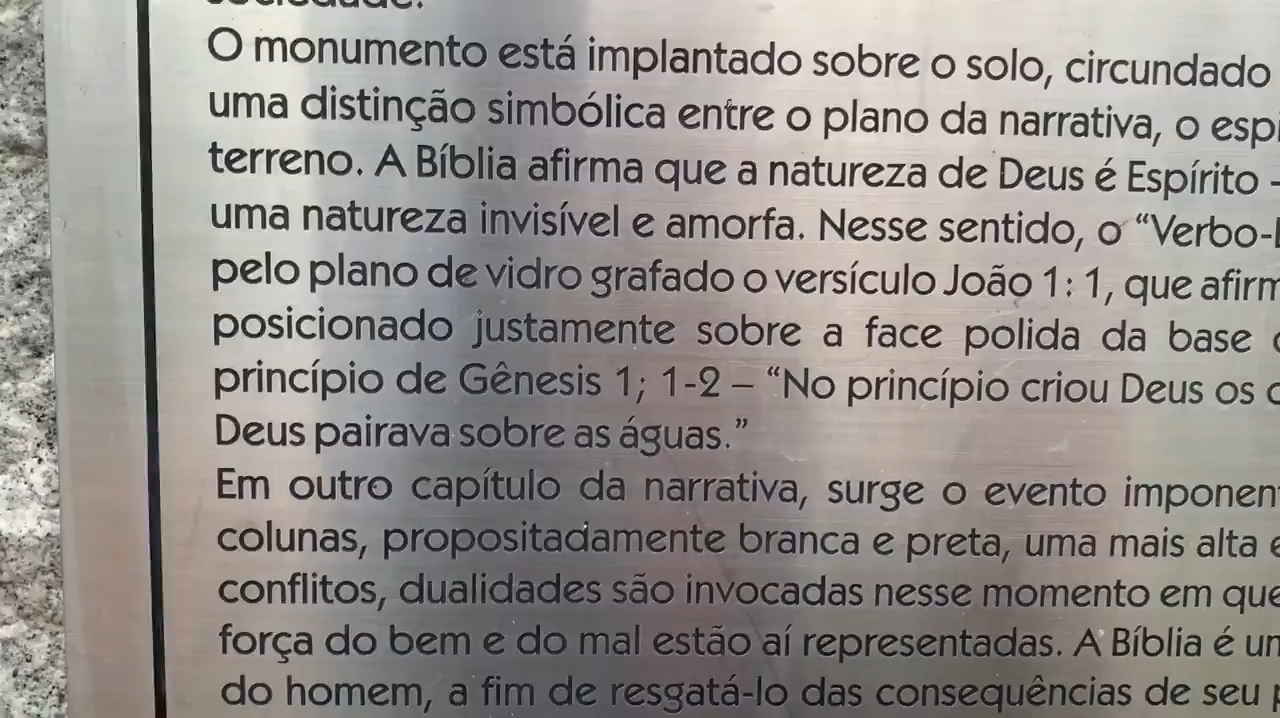 sociedade.
O monumento está implantado sobre o solo, circundado
uma distinção simbólica entre o plano da narrativa, o
terreno. A Bíblia afirma que a natureza de Deus é Espírito -
uma natureza invisível e amorfa. Nesse sentido, o “Verbo-
pelo plano de vidro grafado o versículo João 1: 1, que
posicionado justamente sobre a face polida da base
princípio de Gênesis 1; 1-2 – “No princípio criou Deus os
Deus pairava sobre as águas.”
Em outro capítulo da narrativa, surge o evento
colunas, propositadamente branca e preta, uma mais alta e
conflitos, dualidades são invocadas nesse momento em que
força do bem e do mal estão aí representadas. A Bíblia é
do homem, a fim de resgatá-lo das consequências de seu